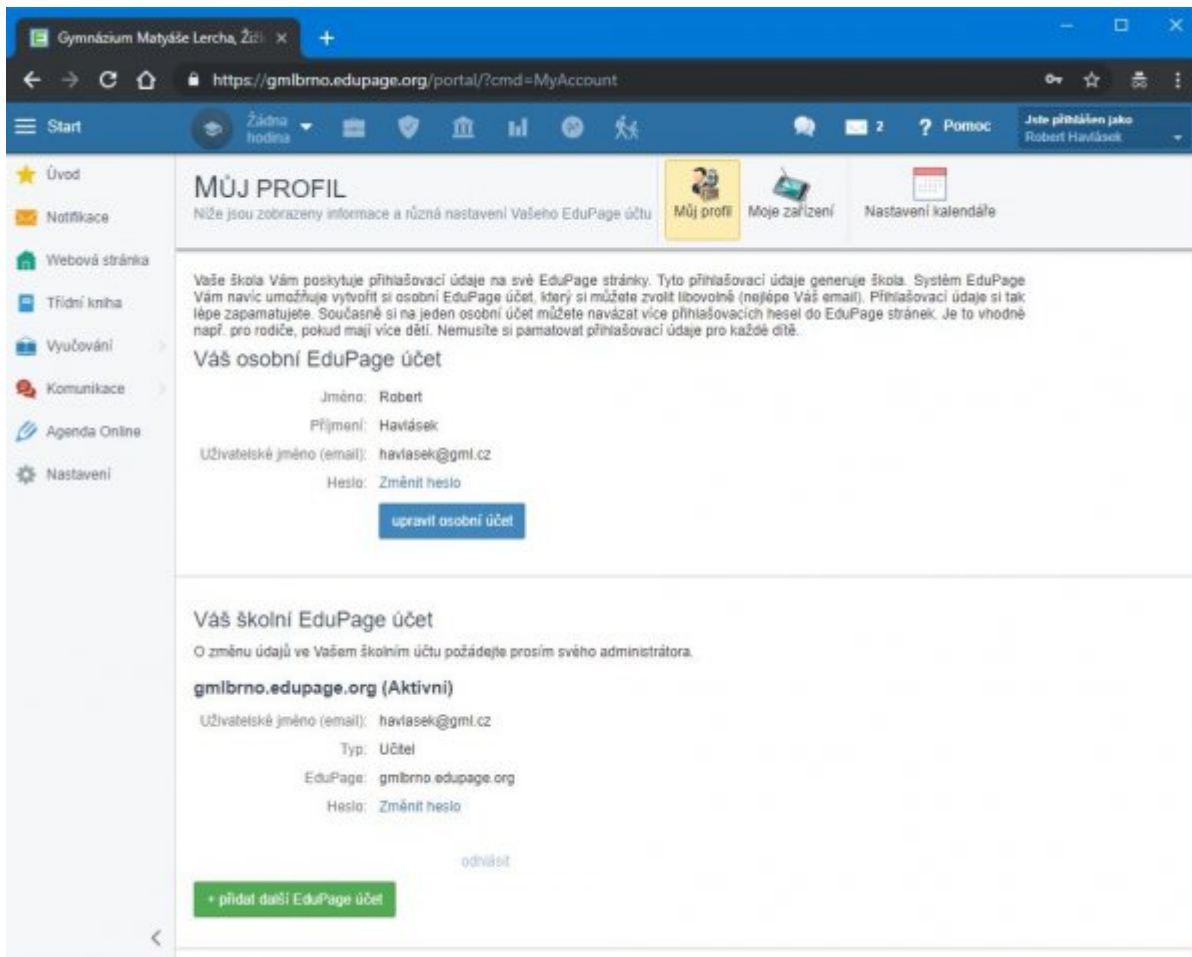 Gymnázium Matyáše Lercha, Žiž
https://gmlbrno.edupage.org/portal/?cmd=MyAccount
Start
Žádna hodina
2
? Pomoc
Jste přihlášen jako
Robert Havlásek
Úvod
Notifikace
Webová stránka
Třídní kniha
Vyučování
Komunikace
Agenda Online
Nastavení
MŮJ PROFIL
Níže jsou zobrazeny informace a různá nastavení Vašeho EduPage účtu
Můj profil
Moje zařízení
Nastavení kalendáře
Vaše škola Vám poskytuje přihlašovací údaje na své EduPage stránky. Tyto přihlašovací údaje generuje škola. Systém EduPage
Vám navíc umožňuje vytvořit si osobní EduPage účet, který si můžete zvolit libovolně (nejlépe Váš email). Přihlašovací údaje si tak
lépe zapamatujete. Současně si na jeden osobní účet můžete navázat více přihlašovacích hesel do EduPage stránek. Je to vhodné
např. pro rodiče, pokud mají více dětí. Nemusíte si pamatovat přihlašovací údaje pro každé dítě.
Váš osobní EduPage účet
Jméno: Robert
Příjmení: Havlásek
Uživatelské jméno (email): havlasek@gml.cz
Heslo: Změnit heslo
upravit osobní účet
Váš školní EduPage účet
O změnu údajů ve Vašem školním účtu požádejte prosím svého administrátora.
gmlbrno.edupage.org (Aktivní)
Uživatelské jméno (email): havlasek@gml.cz
Typ: Učitel
EduPage: gmlbrno.edupage.org
Heslo: Změnit heslo
odhlásit
+ přidat další EduPage účet